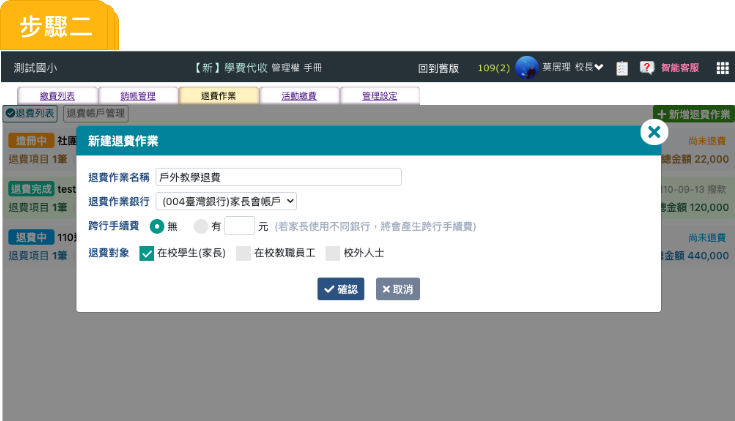 步驟二
測試國小 【新】學費代收 管理權 手冊 回到舊版 109(2) 莫居理 校長 智能客服
繳費列表 銷帳管理 退費作業 活動繳費 管理設定
退費列表 退費帳戶管理 新增退費作業
造冊中 社團 尚未退費
退費項目 1筆 總金額 22,000
退費完成 test 110-09-13 撥款
退費項目 1筆 總金額 120,000
退費中 110 尚未退費
退費項目 1筆 金額 440,000
新建退費作業
退費作業名稱 戶外教學退費
退費作業銀行 (004臺灣銀行)家長會帳戶
跨行手續費 無 有 元 (若家長使用不同銀行，將會產生跨行手續費)
退費對象 在校學生(家長) 在校教職員工 校外人士
確認 取消